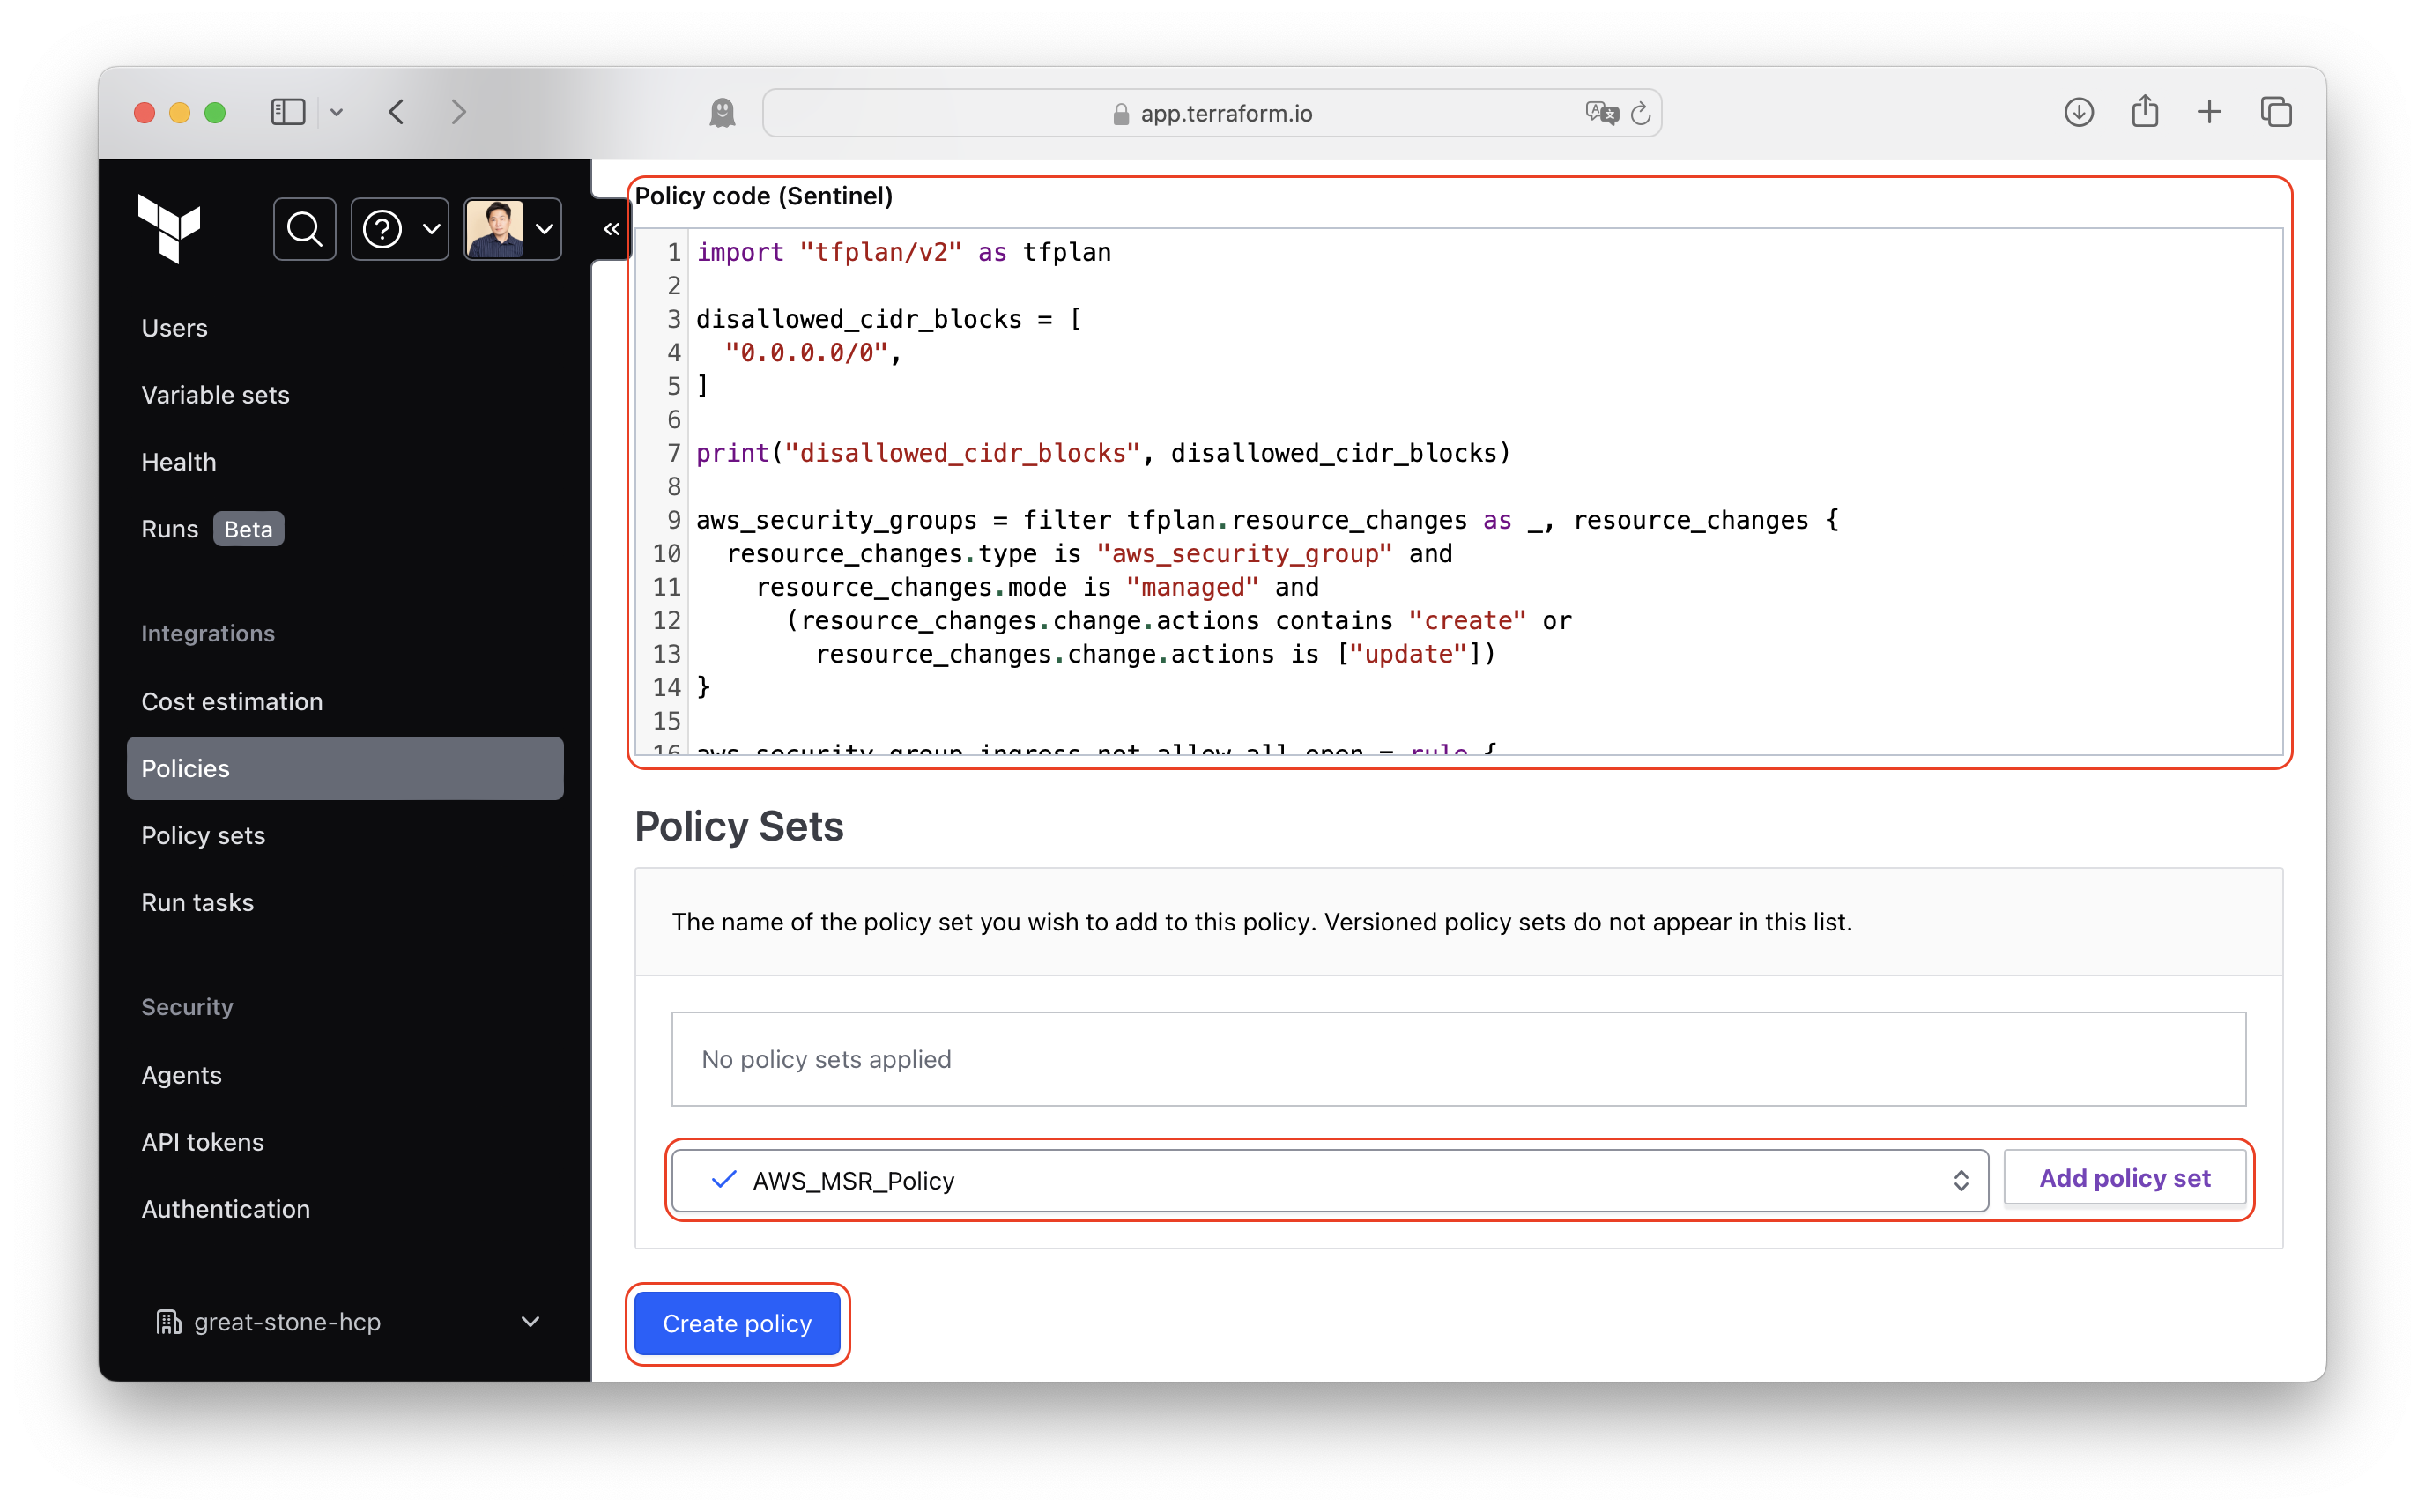 app.terraform.io
Users
Variable sets
Health
Runs Beta
Integrations
Cost estimation
Policies
Policy sets
Run tasks
Security
Agents
API tokens
Authentication
great-stone-hcp
Policy code (Sentinel)
1 import "tfplan/v2" as tfplan
2
3 disallowed_cidr_blocks = [
4   "0.0.0.0/0",
5 ]
6
7 print("disallowed_cidr_blocks", disallowed_cidr_blocks)
8
9 aws_security_groups = filter tfplan.resource_changes as _, resource_changes {
10   resource_changes.type is "aws_security_group" and
11     resource_changes.mode is "managed" and
12       (resource_changes.change.actions contains "create" or
13         resource_changes.change.actions is ["update"])
14 }
15
16 aws_security_group_ingress_not_allow_all_open = rule {
Policy Sets
The name of the policy set you wish to add to this policy. Versioned policy sets do not appear in this list.
No policy sets applied
AWS_MSR_Policy
Add policy set
Create policy